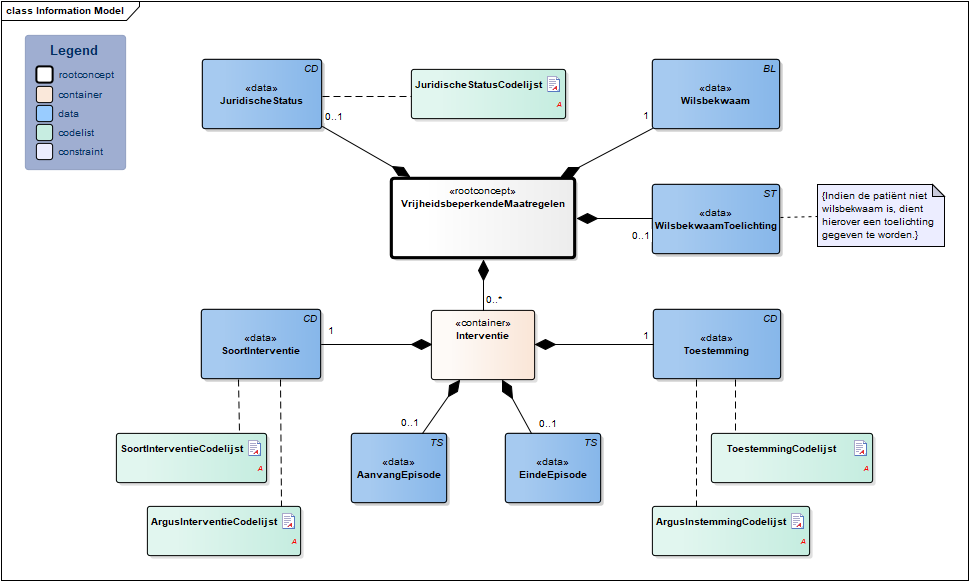 class Information Model
Legend
rootconcept
container
data
codelist
constraint
CD
«data»
JuridischeStatus
0..1
JuridischeStatusCodelijst
A
BL
«data»
Wilsbekwaam
1
«rootconcept»
VrijheidsbeperkendeMaatregelen
ST
«data»
WilsbekwaamToelichting
0..1
{Indien de patiënt niet
wilsbekwaam is, dient
hierover een toelichting
gegeven te worden.}
0..*
«container»
Interventie
CD
«data»
SoortInterventie
1
CD
«data»
Toestemming
1
0..1
0..1
TS
«data»
AanvangEpisode
TS
«data»
EindeEpisode
SoortInterventieCodelijst
A
ToestemmingCodelijst
A
ArgusInterventieCodelijst
A
ArgusInstemmingCodelijst
A